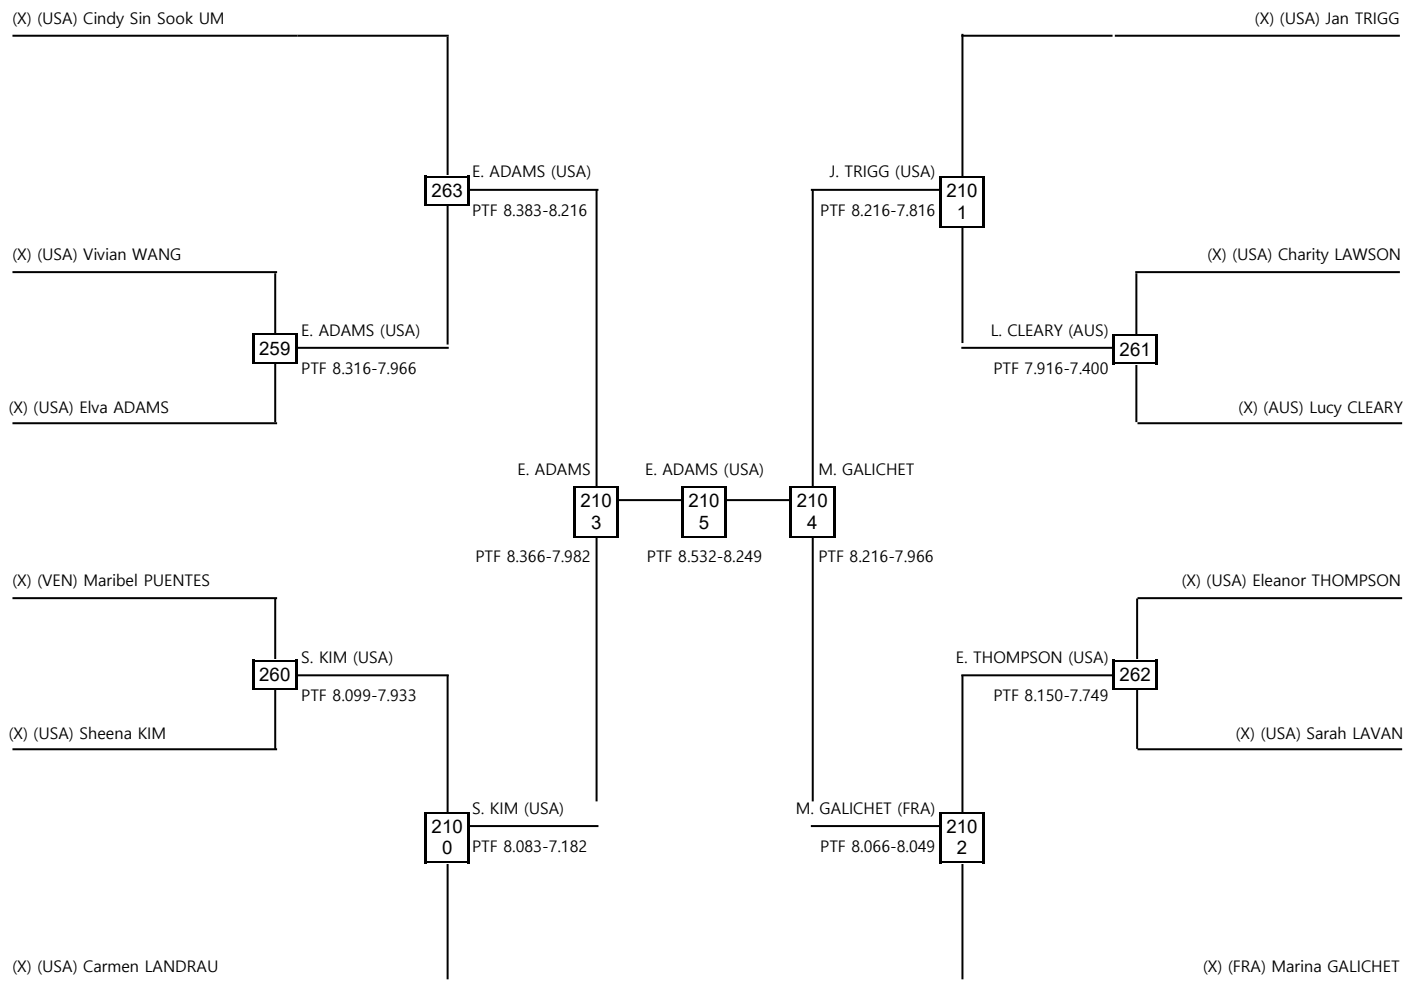 (X) (USA) Cindy Sin Sook UM
(X) (USA) Jan TRIGG
E. ADAMS (USA)
263
PTF 8.383-8.216
J. TRIGG (USA)
210
1
PTF 8.216-7.816
(X) (USA) Vivian WANG
(X) (USA) Charity LAWSON
E. ADAMS (USA)
259
PTF 8.316-7.966
L. CLEARY (AUS)
261
PTF 7.916-7.400
(X) (USA) Elva ADAMS
(X) (AUS) Lucy CLEARY
E. ADAMS
210
3
PTF 8.366-7.982
E. ADAMS (USA)
210
5
PTF 8.532-8.249
M. GALICHET
210
4
PTF 8.216-7.966
(X) (VEN) Maribel PUENTES
(X) (USA) Eleanor THOMPSON
S. KIM (USA)
260
PTF 8.099-7.933
E. THOMPSON (USA)
262
PTF 8.150-7.749
(X) (USA) Sheena KIM
(X) (USA) Sarah LAVAN
S. KIM (USA)
210
0
PTF 8.083-7.182
M. GALICHET (FRA)
210
2
PTF 8.066-8.049
(X) (USA) Carmen LANDRAU
(X) (FRA) Marina GALICHET